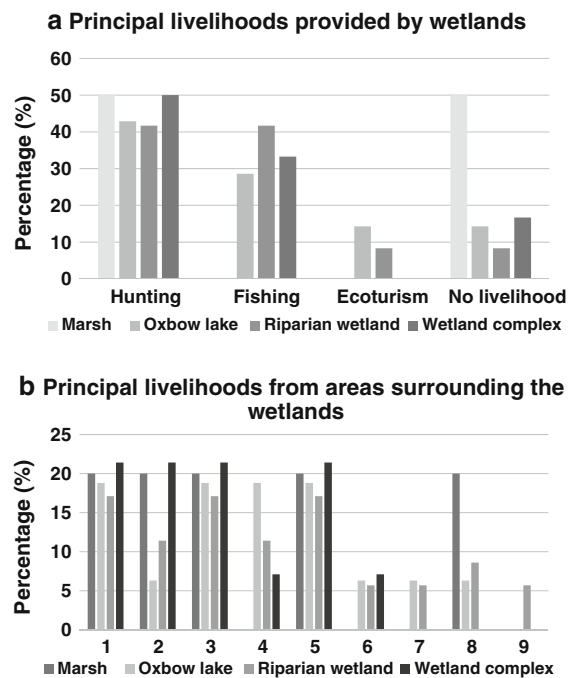 a Principal livelihoods provided by wetlands
60
50
40
30
20
10
0
Percentage (%)
Hunting Fishing Ecoturism No livelihood
Marsh Oxbow lake Riparian wetland Wetland complex
b Principal livelihoods from areas surrounding the
wetlands
25
20
15
10
5
0
Percentage (%)
1 2 3 4 5 6 7 8 9
Marsh Oxbow lake Riparian wetland Wetland complex